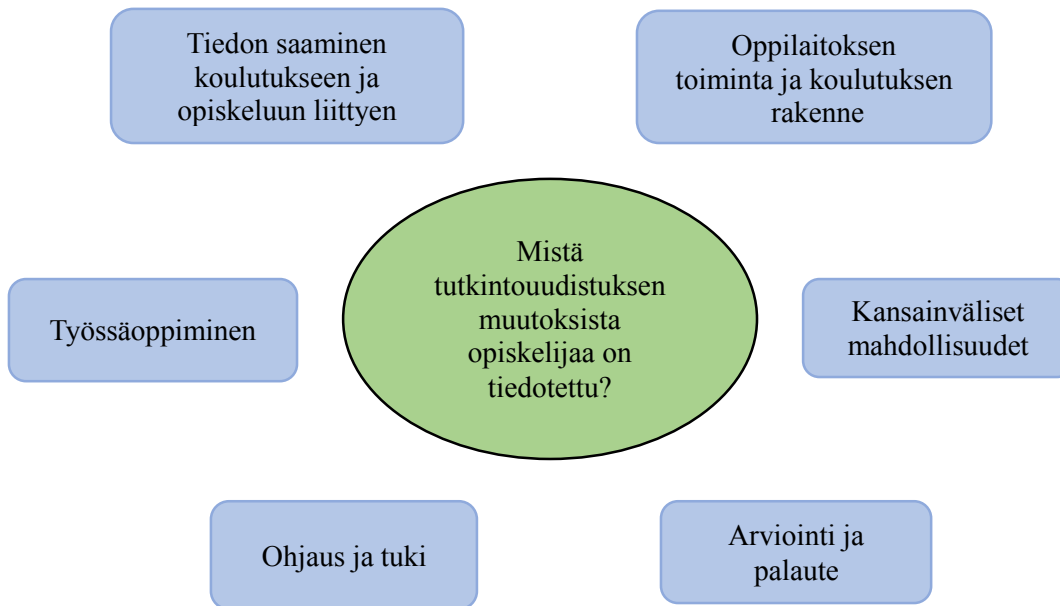 Tiedon saaminen
koulutukseen ja
opiskeluun liittyen
Oppilaitoksen
toiminta ja koulutuksen
rakenne
Mistä
tutkintouudistuksen
muutoksista
opiskelijaa on
tiedotettu?
Työssäoppiminen
Kansainväliset
mahdollisuudet
Ohjaus ja tuki
Arviointi ja
palaute